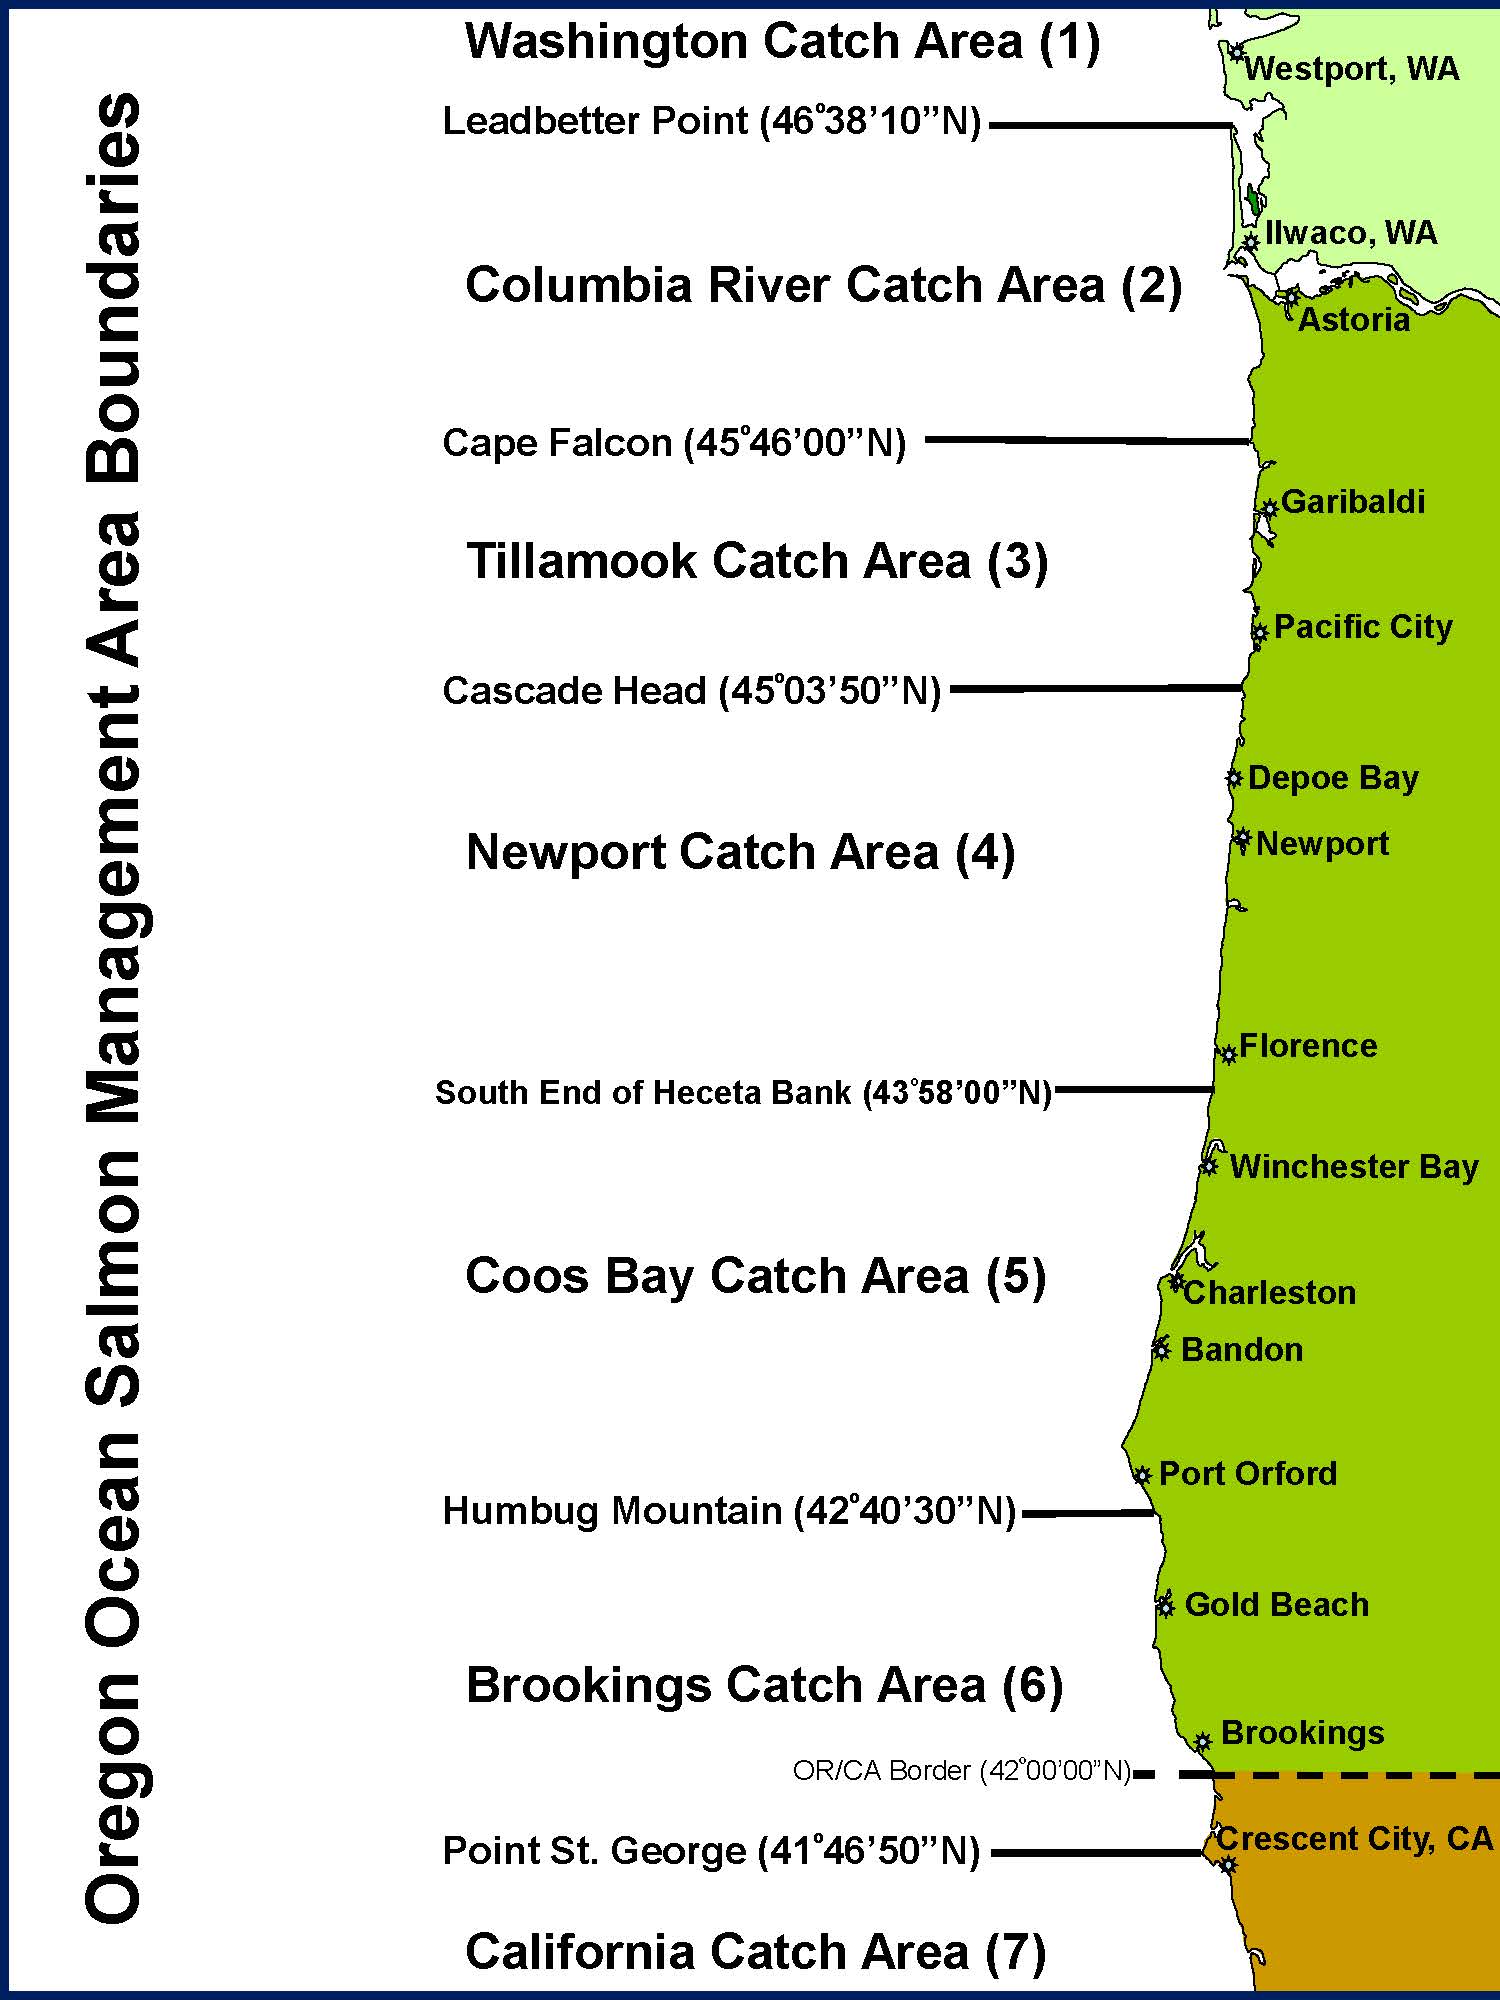 Oregon Ocean Salmon Management Area Boundaries
Washington Catch Area (1)
Westport, WA
Leadbetter Point (46°38’10”N)
Ilwaco, WA
Columbia River Catch Area (2)
Astoria
Cape Falcon (45°46’00”N)
Garibaldi
Tillamook Catch Area (3)
Pacific City
Cascade Head (45°03’50”N)
Depoe Bay
Newport Catch Area (4)
Newport
Florence
South End of Heceta Bank (43°58’00”N)
Winchester Bay
Coos Bay Catch Area (5)
Charleston
Bandon
Port Orford
Humbug Mountain (42°40’30”N)
Gold Beach
Brookings Catch Area (6)
Brookings
OR/CA Border (42°00’00”N)
Crescent City, CA
Point St. George (41°46’50”N)
California Catch Area (7)